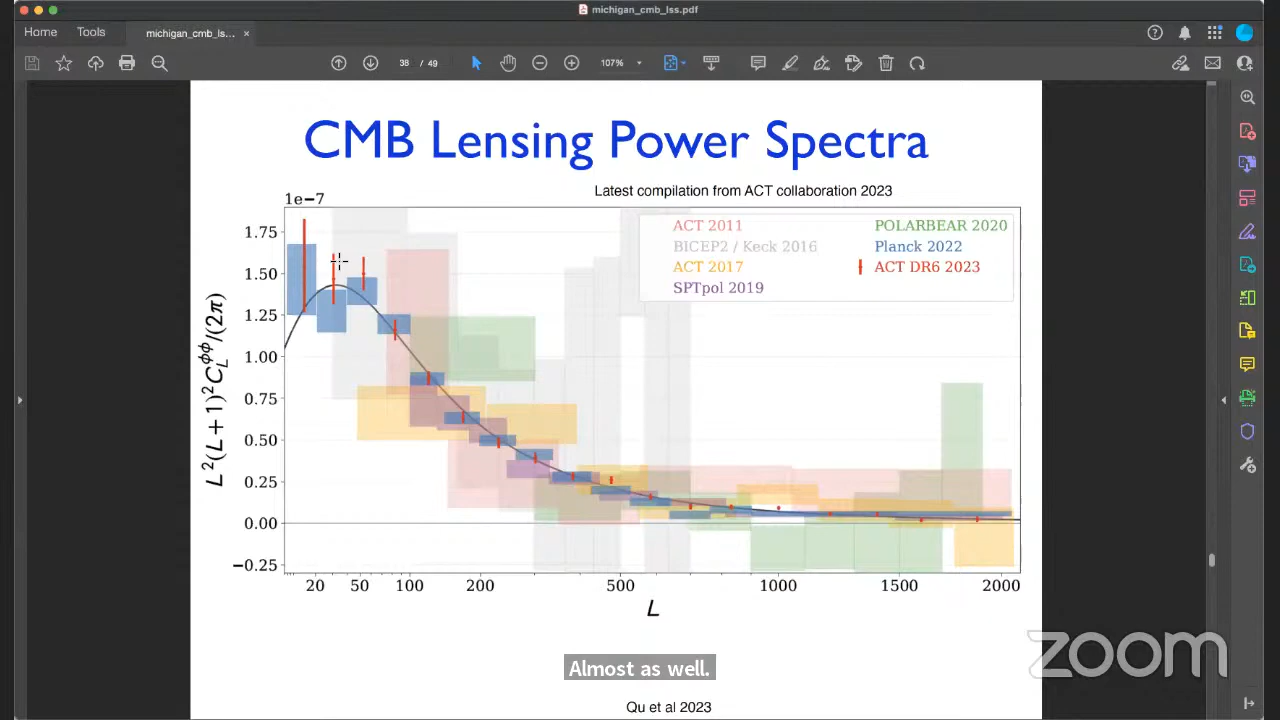 michigan_cmb_lss.pdf
Home
Tools
michigan_cmb_ls...
×
38 / 49
107%
CMB Lensing Power Spectra
Latest compilation from ACT collaboration 2023
1e−7
1.75
1.50
1.25
1.00
0.75
0.50
0.25
0.00
−0.25
L²(L + 1)²C_L^ϕϕ/(2π)
ACT 2011
BICEP2 / Keck 2016
ACT 2017
SPTpol 2019
POLARBEAR 2020
Planck 2022
ACT DR6 2023
20 50 100 200 500 1000 1500 2000
L
Almost as well.
Qu et al 2023
zoom